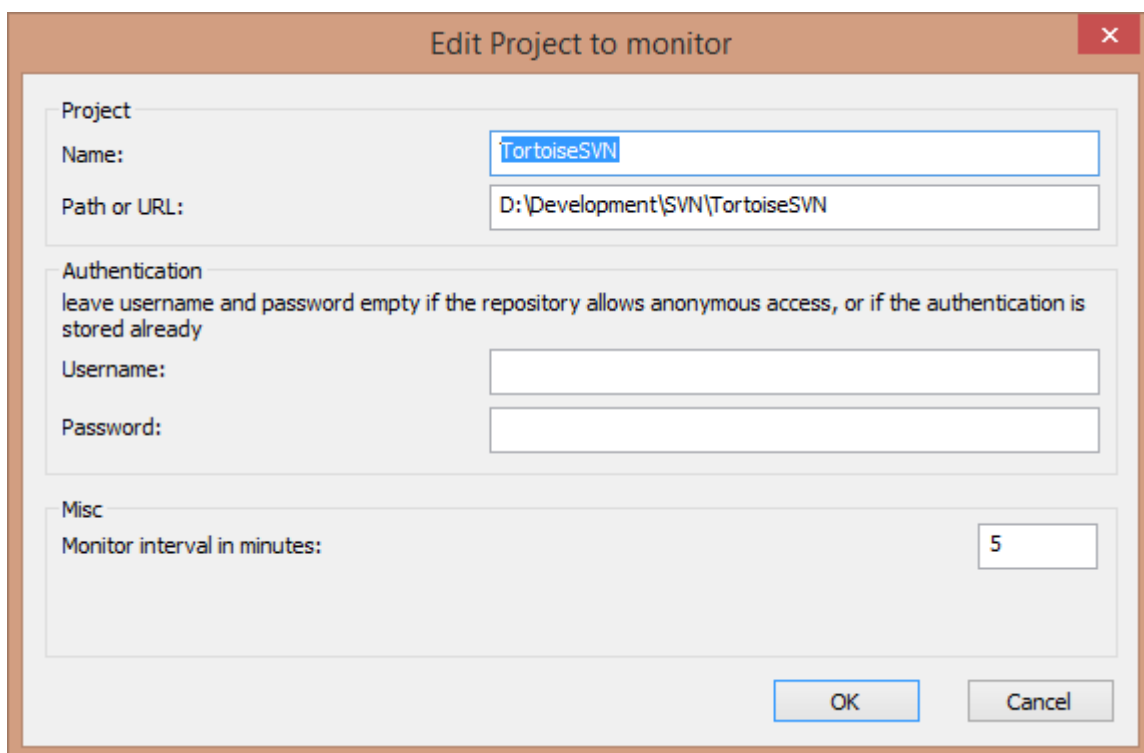 Edit Project to monitor
Project
Name:
TortoiseSVN
Path or URL:
D:\Development\SVN\TortoiseSVN
Authentication
leave username and password empty if the repository allows anonymous access, or if the authentication is
stored already
Username:
Password:
Misc
Monitor interval in minutes:
5
OK
Cancel